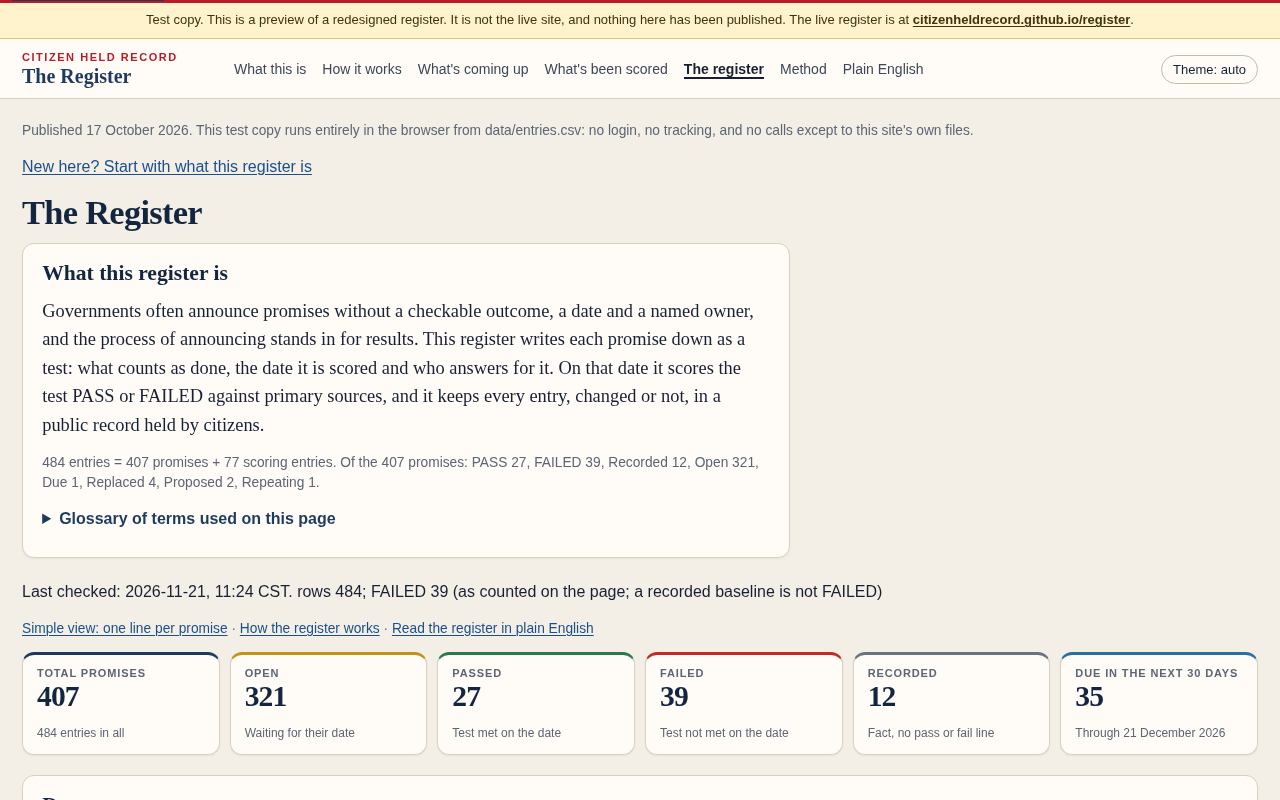 Test copy. This is a preview of a redesigned register. It is not the live site, and nothing here has been published. The live register is at citizenheldrecord.github.io/register.
CITIZEN HELD RECORD
The Register
What this is
How it works
What's coming up
What's been scored
The register
Method
Plain English
Theme: auto
Published 17 October 2026. This test copy runs entirely in the browser from data/entries.csv: no login, no tracking, and no calls except to this site's own files.
New here? Start with what this register is
The Register
What this register is
Governments often announce promises without a checkable outcome, a date and a named owner,
and the process of announcing stands in for results. This register writes each promise down as a
test: what counts as done, the date it is scored and who answers for it. On that date it scores the
test PASS or FAILED against primary sources, and it keeps every entry, changed or not, in a
public record held by citizens.
484 entries = 407 promises + 77 scoring entries. Of the 407 promises: PASS 27, FAILED 39, Recorded 12, Open 321,
Due 1, Replaced 4, Proposed 2, Repeating 1.
Glossary of terms used on this page
Last checked: 2026-11-21, 11:24 CST. rows 484; FAILED 39 (as counted on the page; a recorded baseline is not FAILED)
Simple view: one line per promise · How the register works · Read the register in plain English
TOTAL PROMISES
407
484 entries in all
OPEN
321
Waiting for their date
PASSED
27
Test met on the date
FAILED
39
Test not met on the date
RECORDED
12
Fact, no pass or fail line
DUE IN THE NEXT 30 DAYS
35
Through 21 December 2026